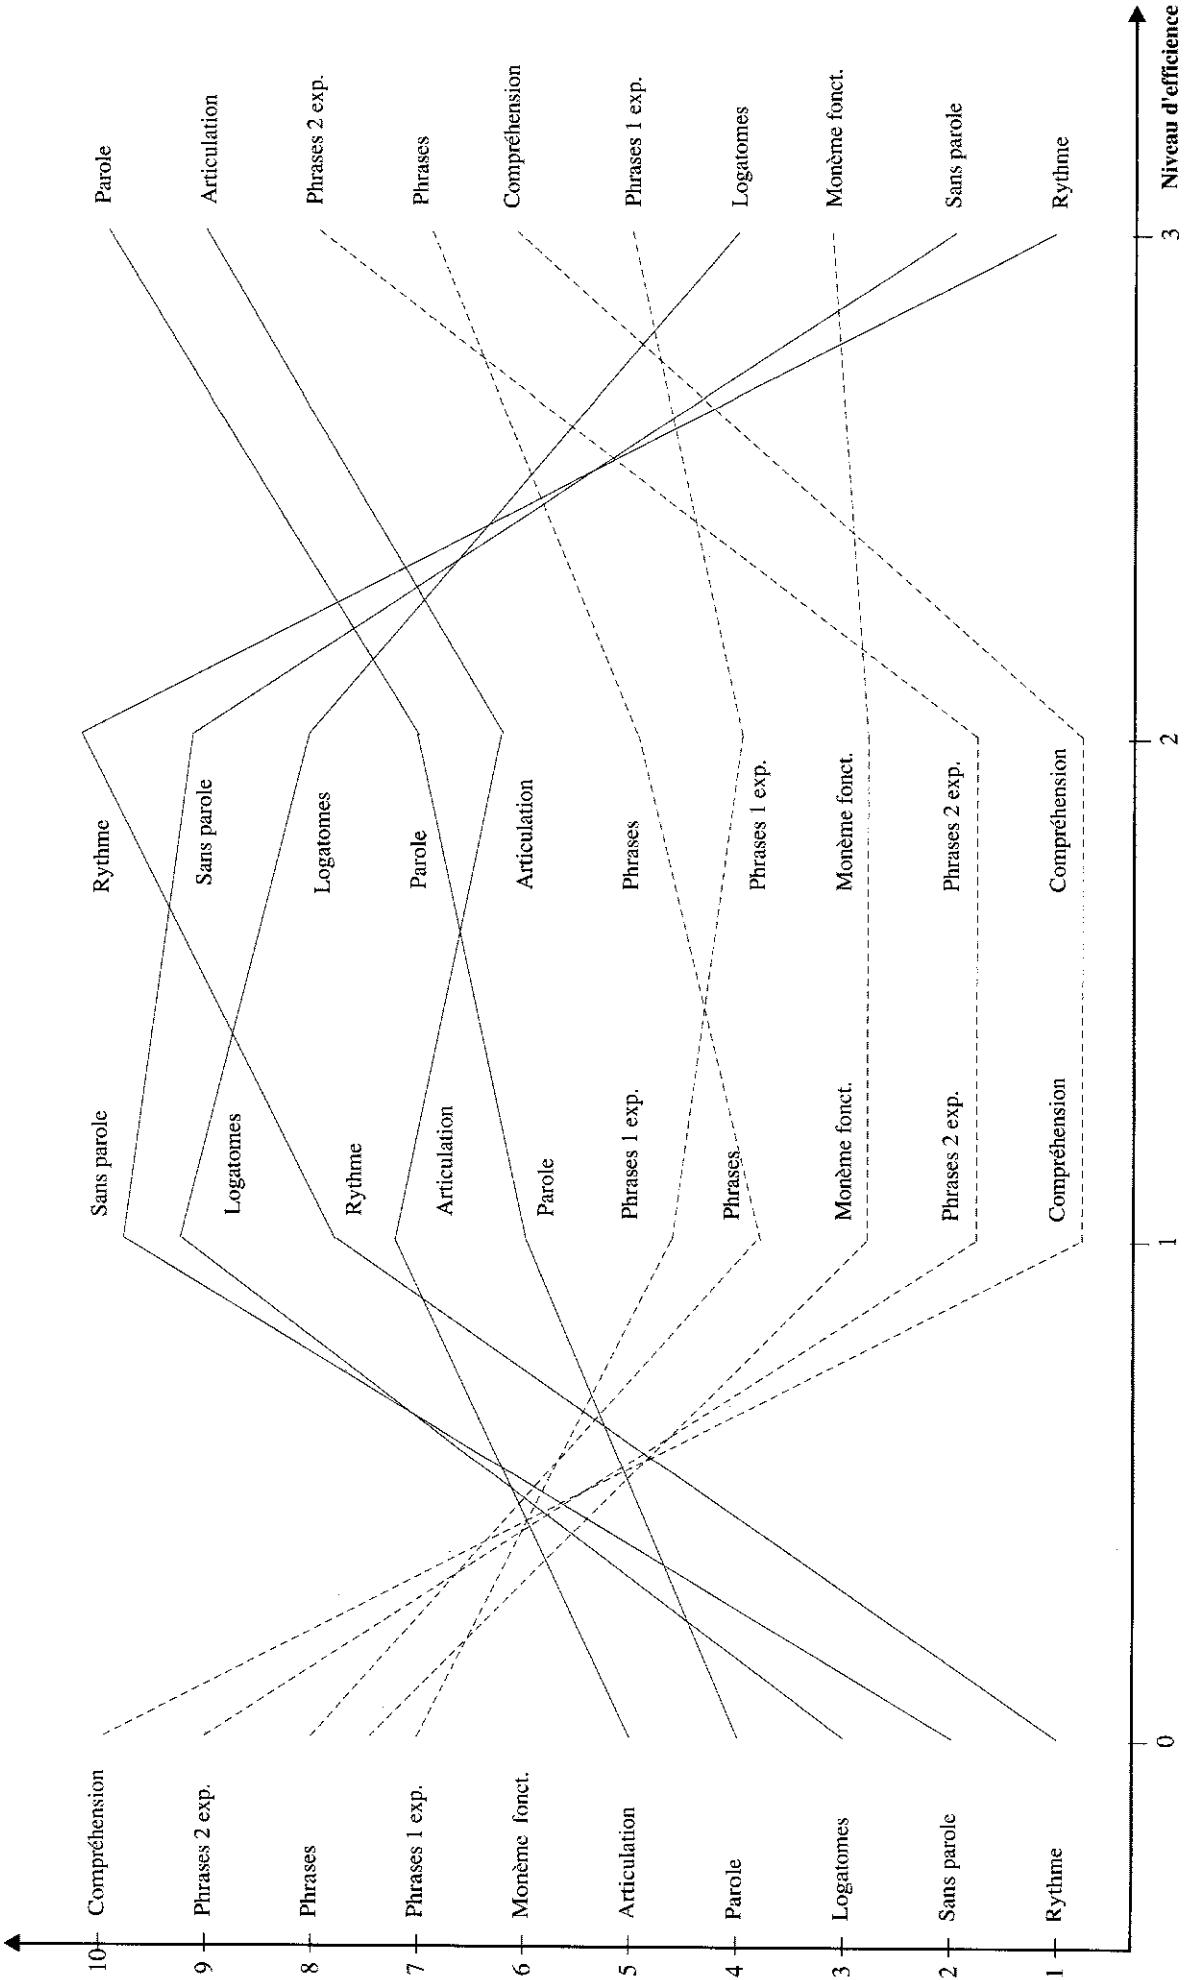 10
Compréhension
9
Phrases 2 exp.
8
Phrases
7
Phrases 1 exp.
6
Monème fonct.
5
Articulation
4
Parole
3
Logatomes
2
Sans parole
1
Rythme
Sans parole
Logatomes
Rythme
Articulation
Parole
Phrases 1 exp.
Phrases
Monème fonct.
Phrases 2 exp.
Compréhension
Rythme
Sans parole
Logatomes
Parole
Articulation
Phrases
Phrases 1 exp.
Monème fonct.
Phrases 2 exp.
Compréhension
Parole
Articulation
Phrases 2 exp.
Phrases
Compréhension
Phrases 1 exp.
Logatomes
Monème fonct.
Sans parole
Rythme
0
1
2
3
Niveau d'efficience